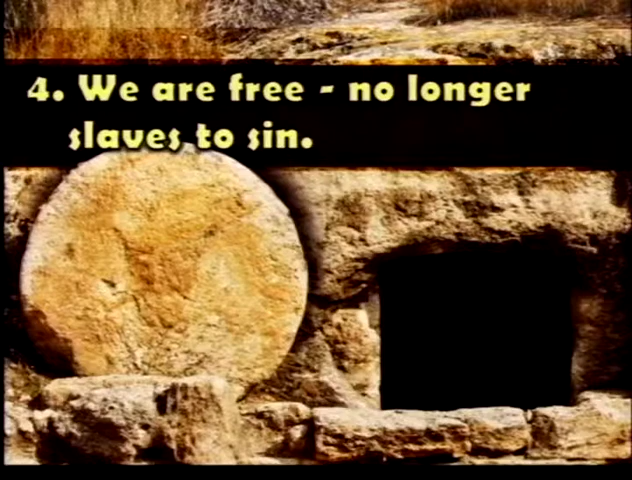 4. We are free - no longer
slaves to sin.